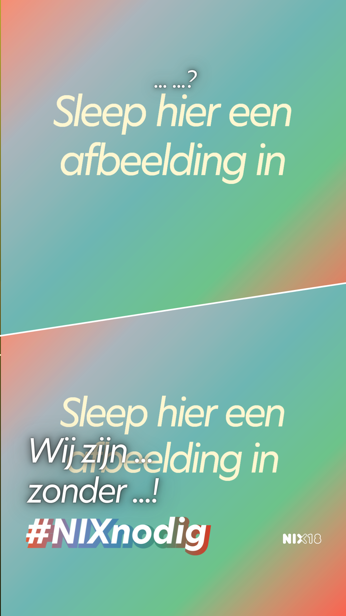 ... ...?
Sleep hier een
afbeelding in
Sleep hier een
afbeelding in
Wij zijn ...
zonder ...!
#NIXnodig
NIX18